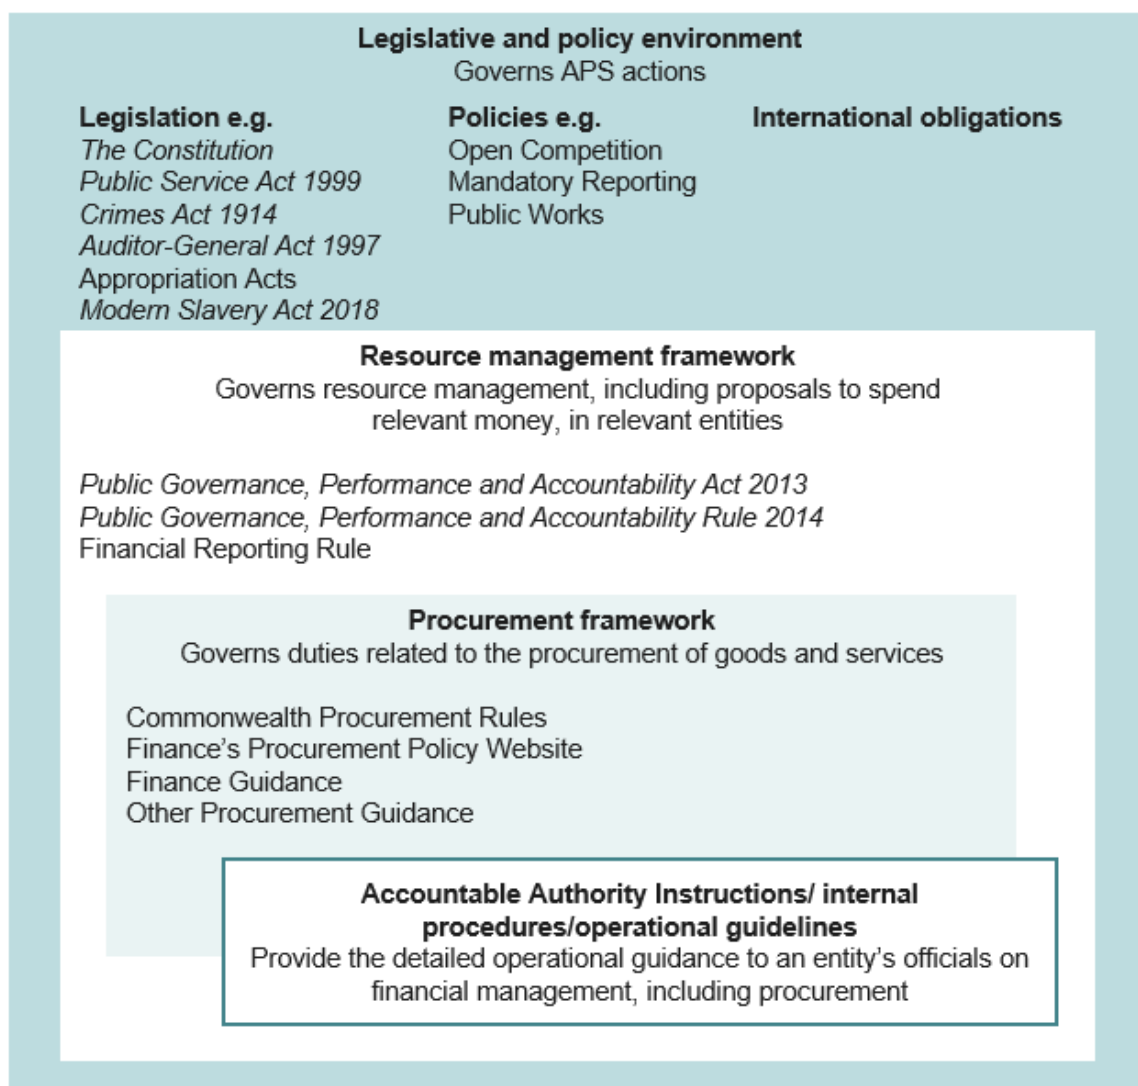 Legislative and policy environment
Governs APS actions
Legislation e.g.
The Constitution
Public Service Act 1999
Crimes Act 1914
Auditor-General Act 1997
Appropriation Acts
Modern Slavery Act 2018
Policies e.g.
Open Competition
Mandatory Reporting
Public Works
International obligations
Resource management framework
Governs resource management, including proposals to spend
relevant money, in relevant entities
Public Governance, Performance and Accountability Act 2013
Public Governance, Performance and Accountability Rule 2014
Financial Reporting Rule
Procurement framework
Governs duties related to the procurement of goods and services
Commonwealth Procurement Rules
Finance’s Procurement Policy Website
Finance Guidance
Other Procurement Guidance
Accountable Authority Instructions/ internal
procedures/operational guidelines
Provide the detailed operational guidance to an entity’s officials on
financial management, including procurement